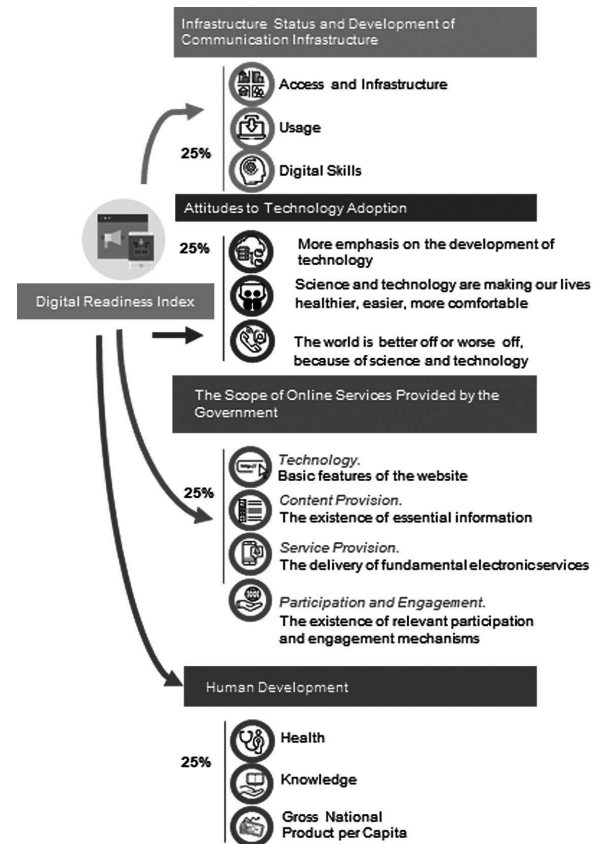 Infrastructure Status and Development of
Communication Infrastructure
Access and Infrastructure
Usage
25%
Digital Skills
Attitudes to Technology Adoption
25%
More emphasis on the development of
technology
Science and technology are making our lives
healthier, easier, more comfortable
Digital Readiness Index
The world is better off or worse off,
because of science and technology
The Scope of Online Services Provided by the
Government
Technology.
Basic features of the website
25%
Content Provision.
The existence of essential information
Service Provision.
The delivery of fundamental electronic services
Participation and Engagement.
The existence of relevant participation
and engagement mechanisms
Human Development
Health
25%
Knowledge
Gross National
Product per Capita